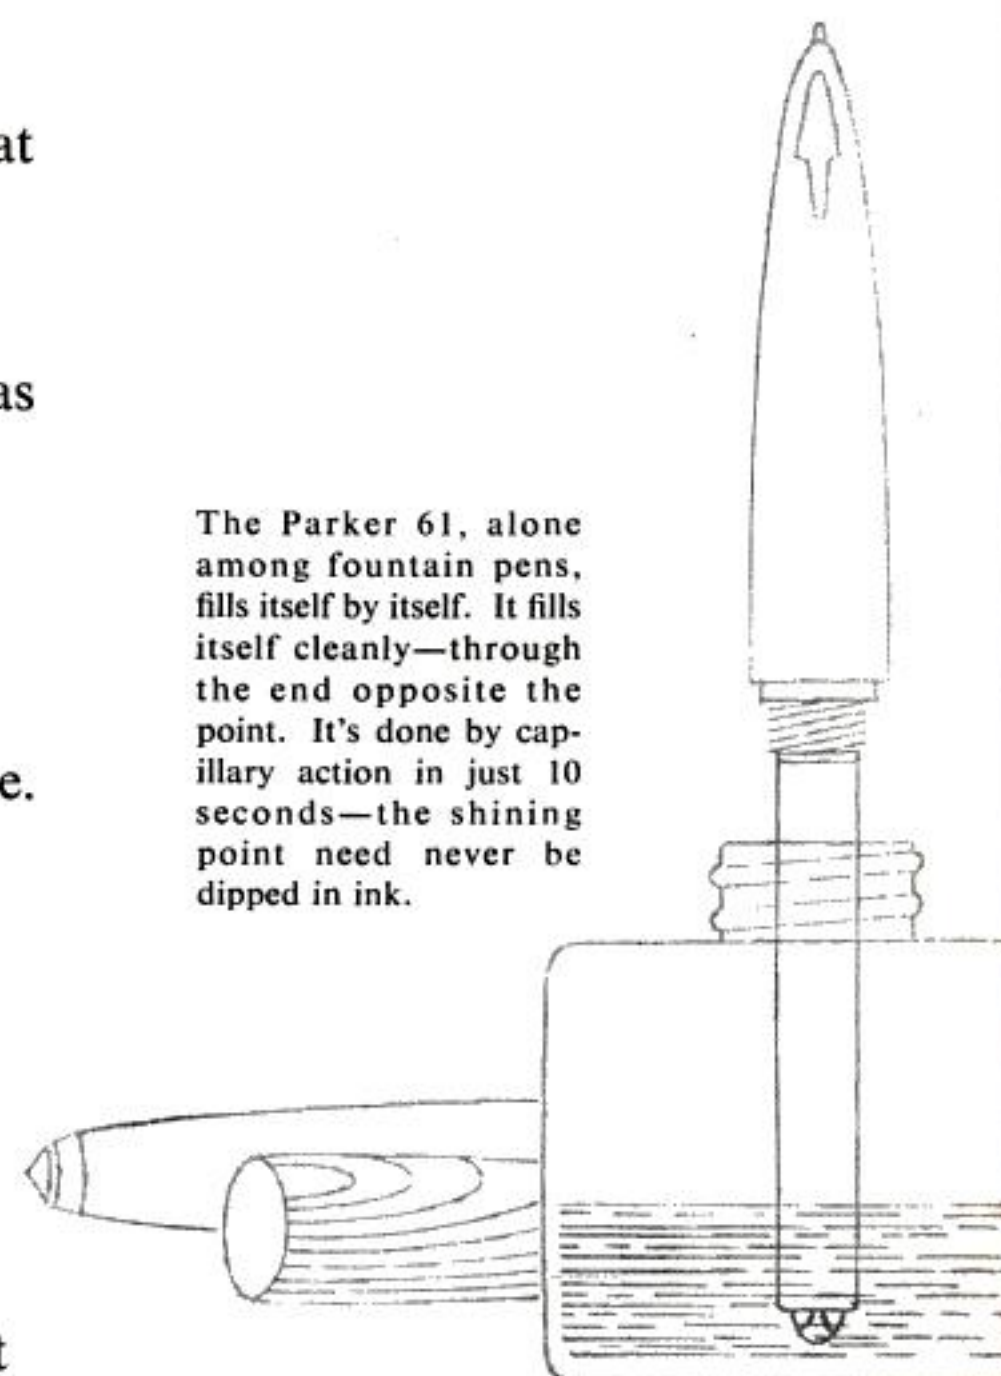 at
as
The Parker 61, alone
among fountain pens,
fills itself by itself. It fills
itself cleanly—through
the end opposite the
point. It's done by cap-
illary action in just 10
seconds—the shining
point need never be
dipped in ink.
e.
t